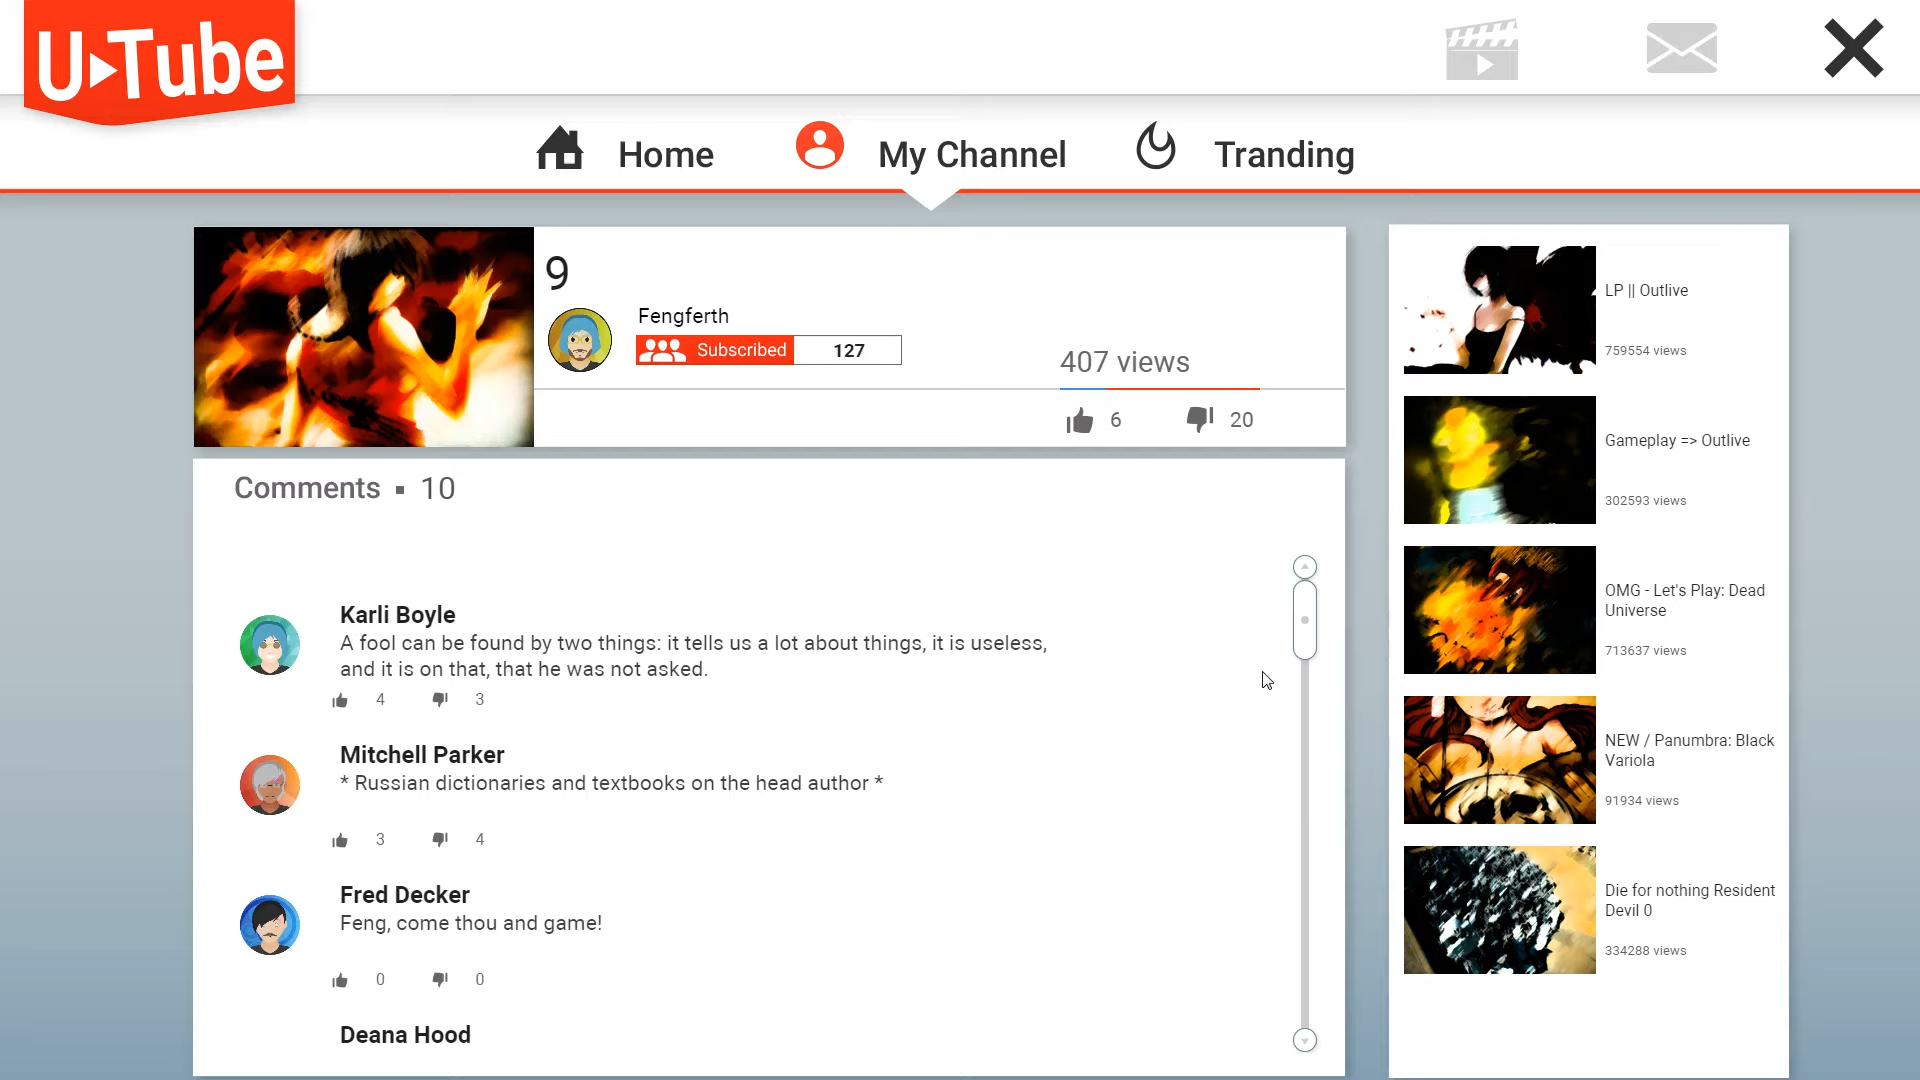 U Tube
Home
My Channel
Tranding
9
Fengferth
Subscribed
127
407 views
6
20
Comments ▪ 10
Karli Boyle
A fool can be found by two things: it tells us a lot about things, it is useless,
and it is on that, that he was not asked.
4
3
Mitchell Parker
* Russian dictionaries and textbooks on the head author *
3
4
Fred Decker
Feng, come thou and game!
0
0
Deana Hood
LP || Outlive
759554 views
Gameplay => Outlive
302593 views
OMG - Let's Play: Dead
Universe
713637 views
NEW / Panumbra: Black
Variola
91934 views
Die for nothing Resident
Devil 0
334288 views